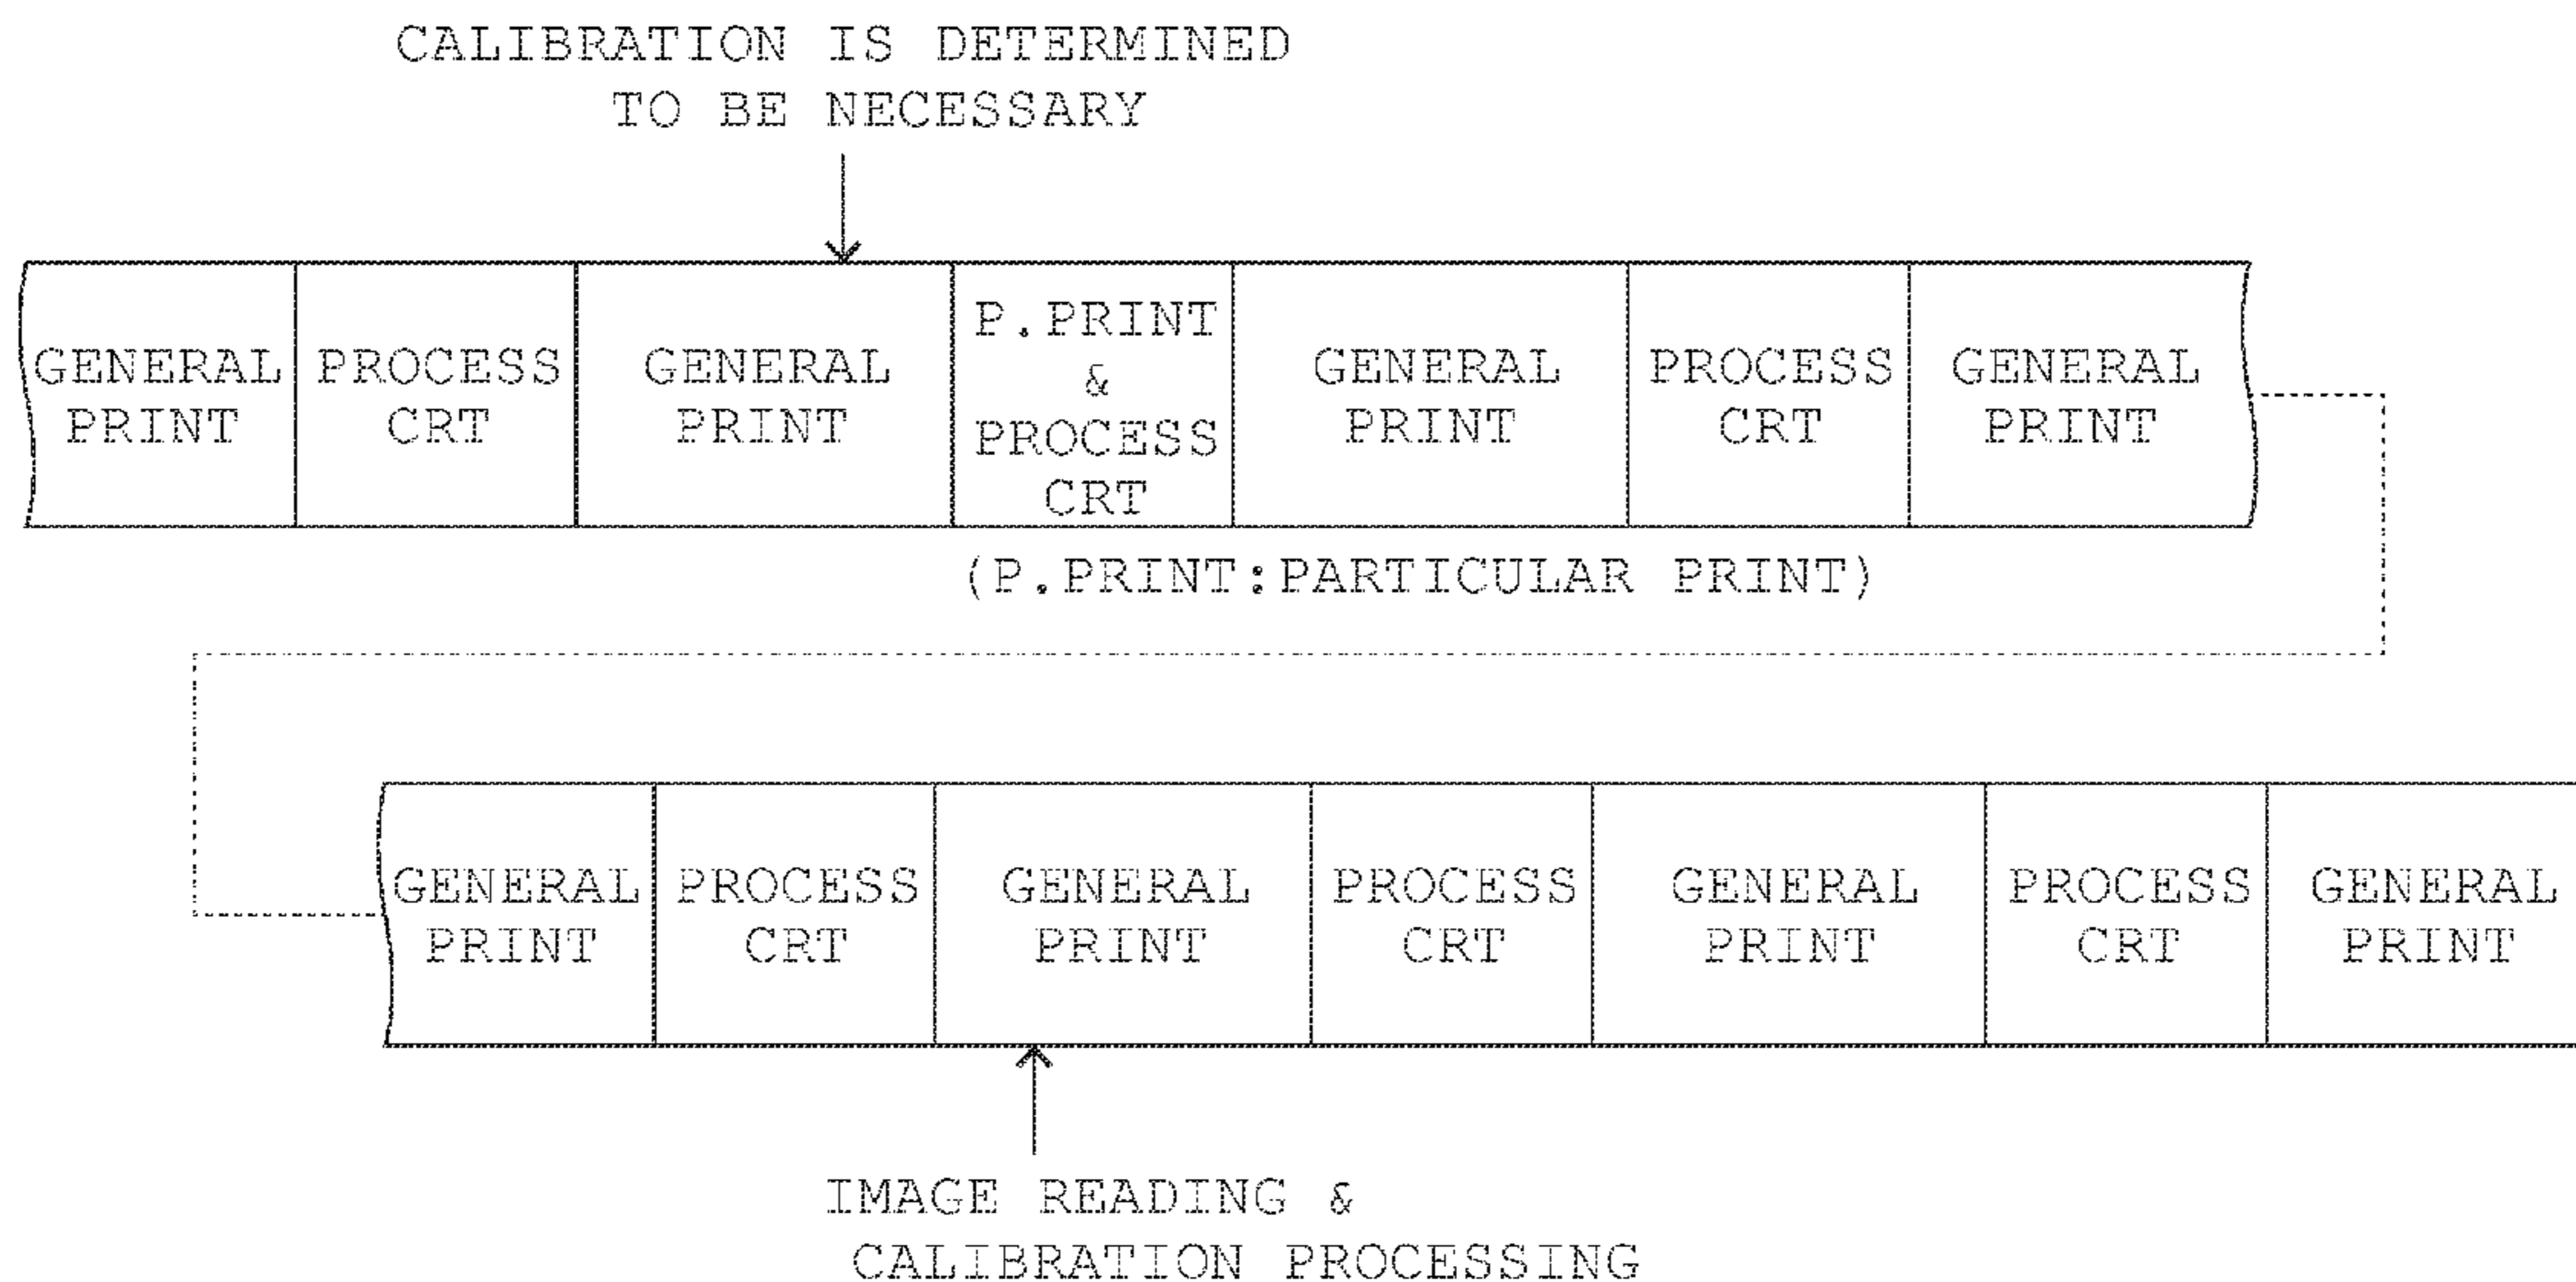 CALIBRATION IS DETERMINED
TO BE NECESSARY
GENERAL
PRINT
PROCESS
CRT
GENERAL
PRINT
P.PRINT
&
PROCESS
CRT
GENERAL
PRINT
PROCESS
CRT
GENERAL
PRINT
(P.PRINT:PARTICULAR PRINT)
GENERAL
PRINT
PROCESS
CRT
GENERAL
PRINT
PROCESS
CRT
GENERAL
PRINT
PROCESS
CRT
GENERAL
PRINT
IMAGE READING &
CALIBRATION PROCESSING